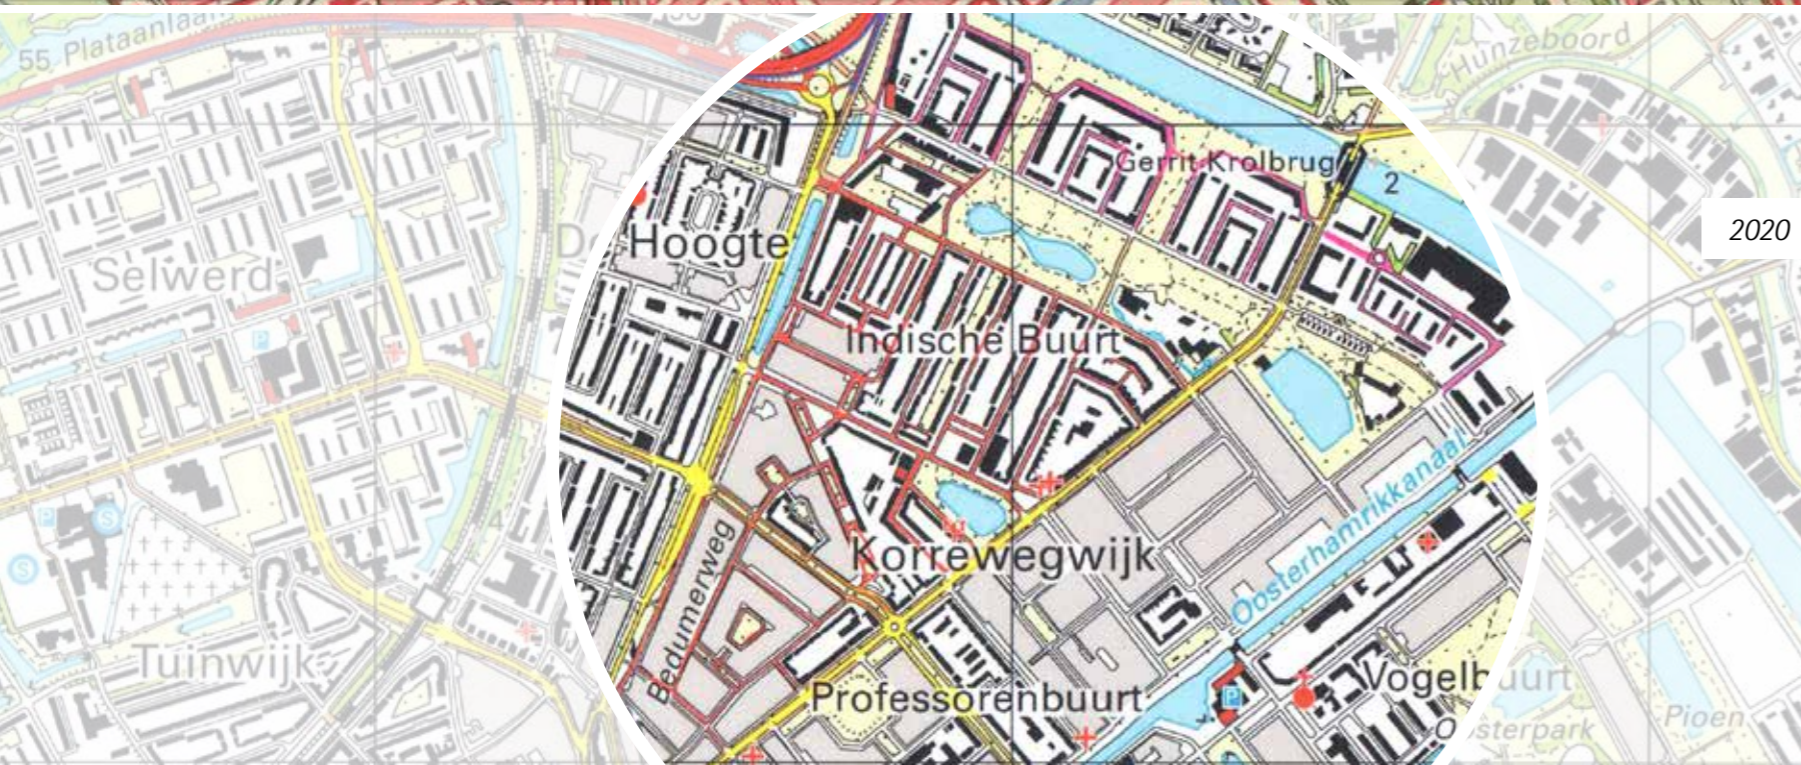 55 Plataanlaan
Hunzeboord
Gerrit Krolbrug
2
2020
De Hoogte
Selwerd
Indische Buurt
P
Oosterhamrikkanaal
P
S
4
S
Korrewegwijk
Bedumerweg
Tuinwijk
Vogelbuurt
P
Professorenbuurt
Oosterpark
Pioen